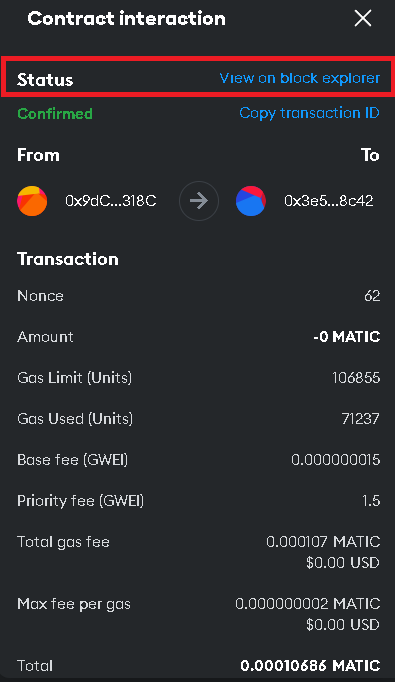 Contract interaction
Status View on block explorer
Confirmed Copy transaction ID
From To
0x9dC...318C 0x3e5...8c42
Transaction
Nonce 62
Amount -0 MATIC
Gas Limit (Units) 106855
Gas Used (Units) 71237
Base fee (GWEI) 0.000000015
Priority fee (GWEI) 1.5
Total gas fee 0.000107 MATIC
$0.00 USD
Max fee per gas 0.000000002 MATIC
$0.00 USD
Total 0.00010686 MATIC